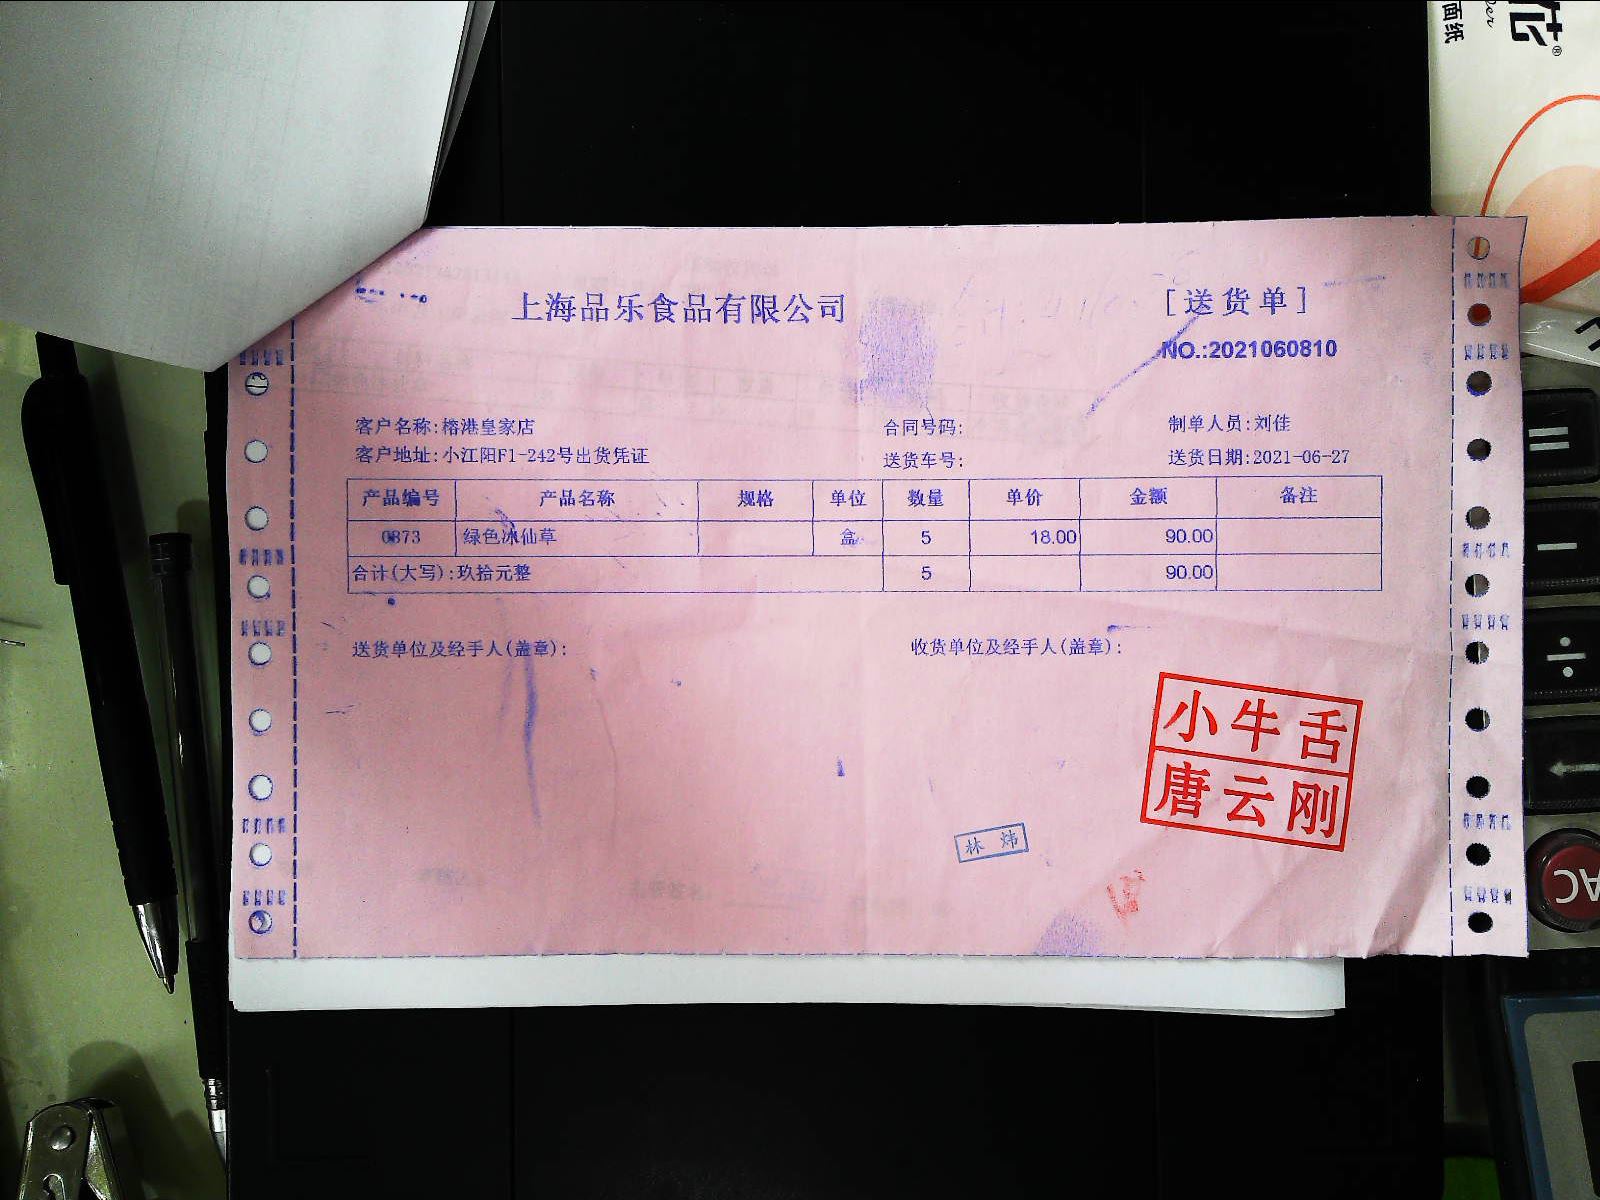 上海品乐食品有限公司
[送货单]
NO.:2021060810
客户名称:榕港皇家店 合同号码: 制单人员:刘佳
客户地址:小江阳F1-242号出货凭证 送货车号: 送货日期:2021-06-27
产品编号 产品名称 规格 单位 数量 单价 金额 备注
0873 绿色冰仙草 盒 5 18.00 90.00
合计(大写):玖拾元整 5 90.00
送货单位及经手人(盖章): 收货单位及经手人(盖章):
小牛舌
唐云刚
林炜
花®
面纸
AC